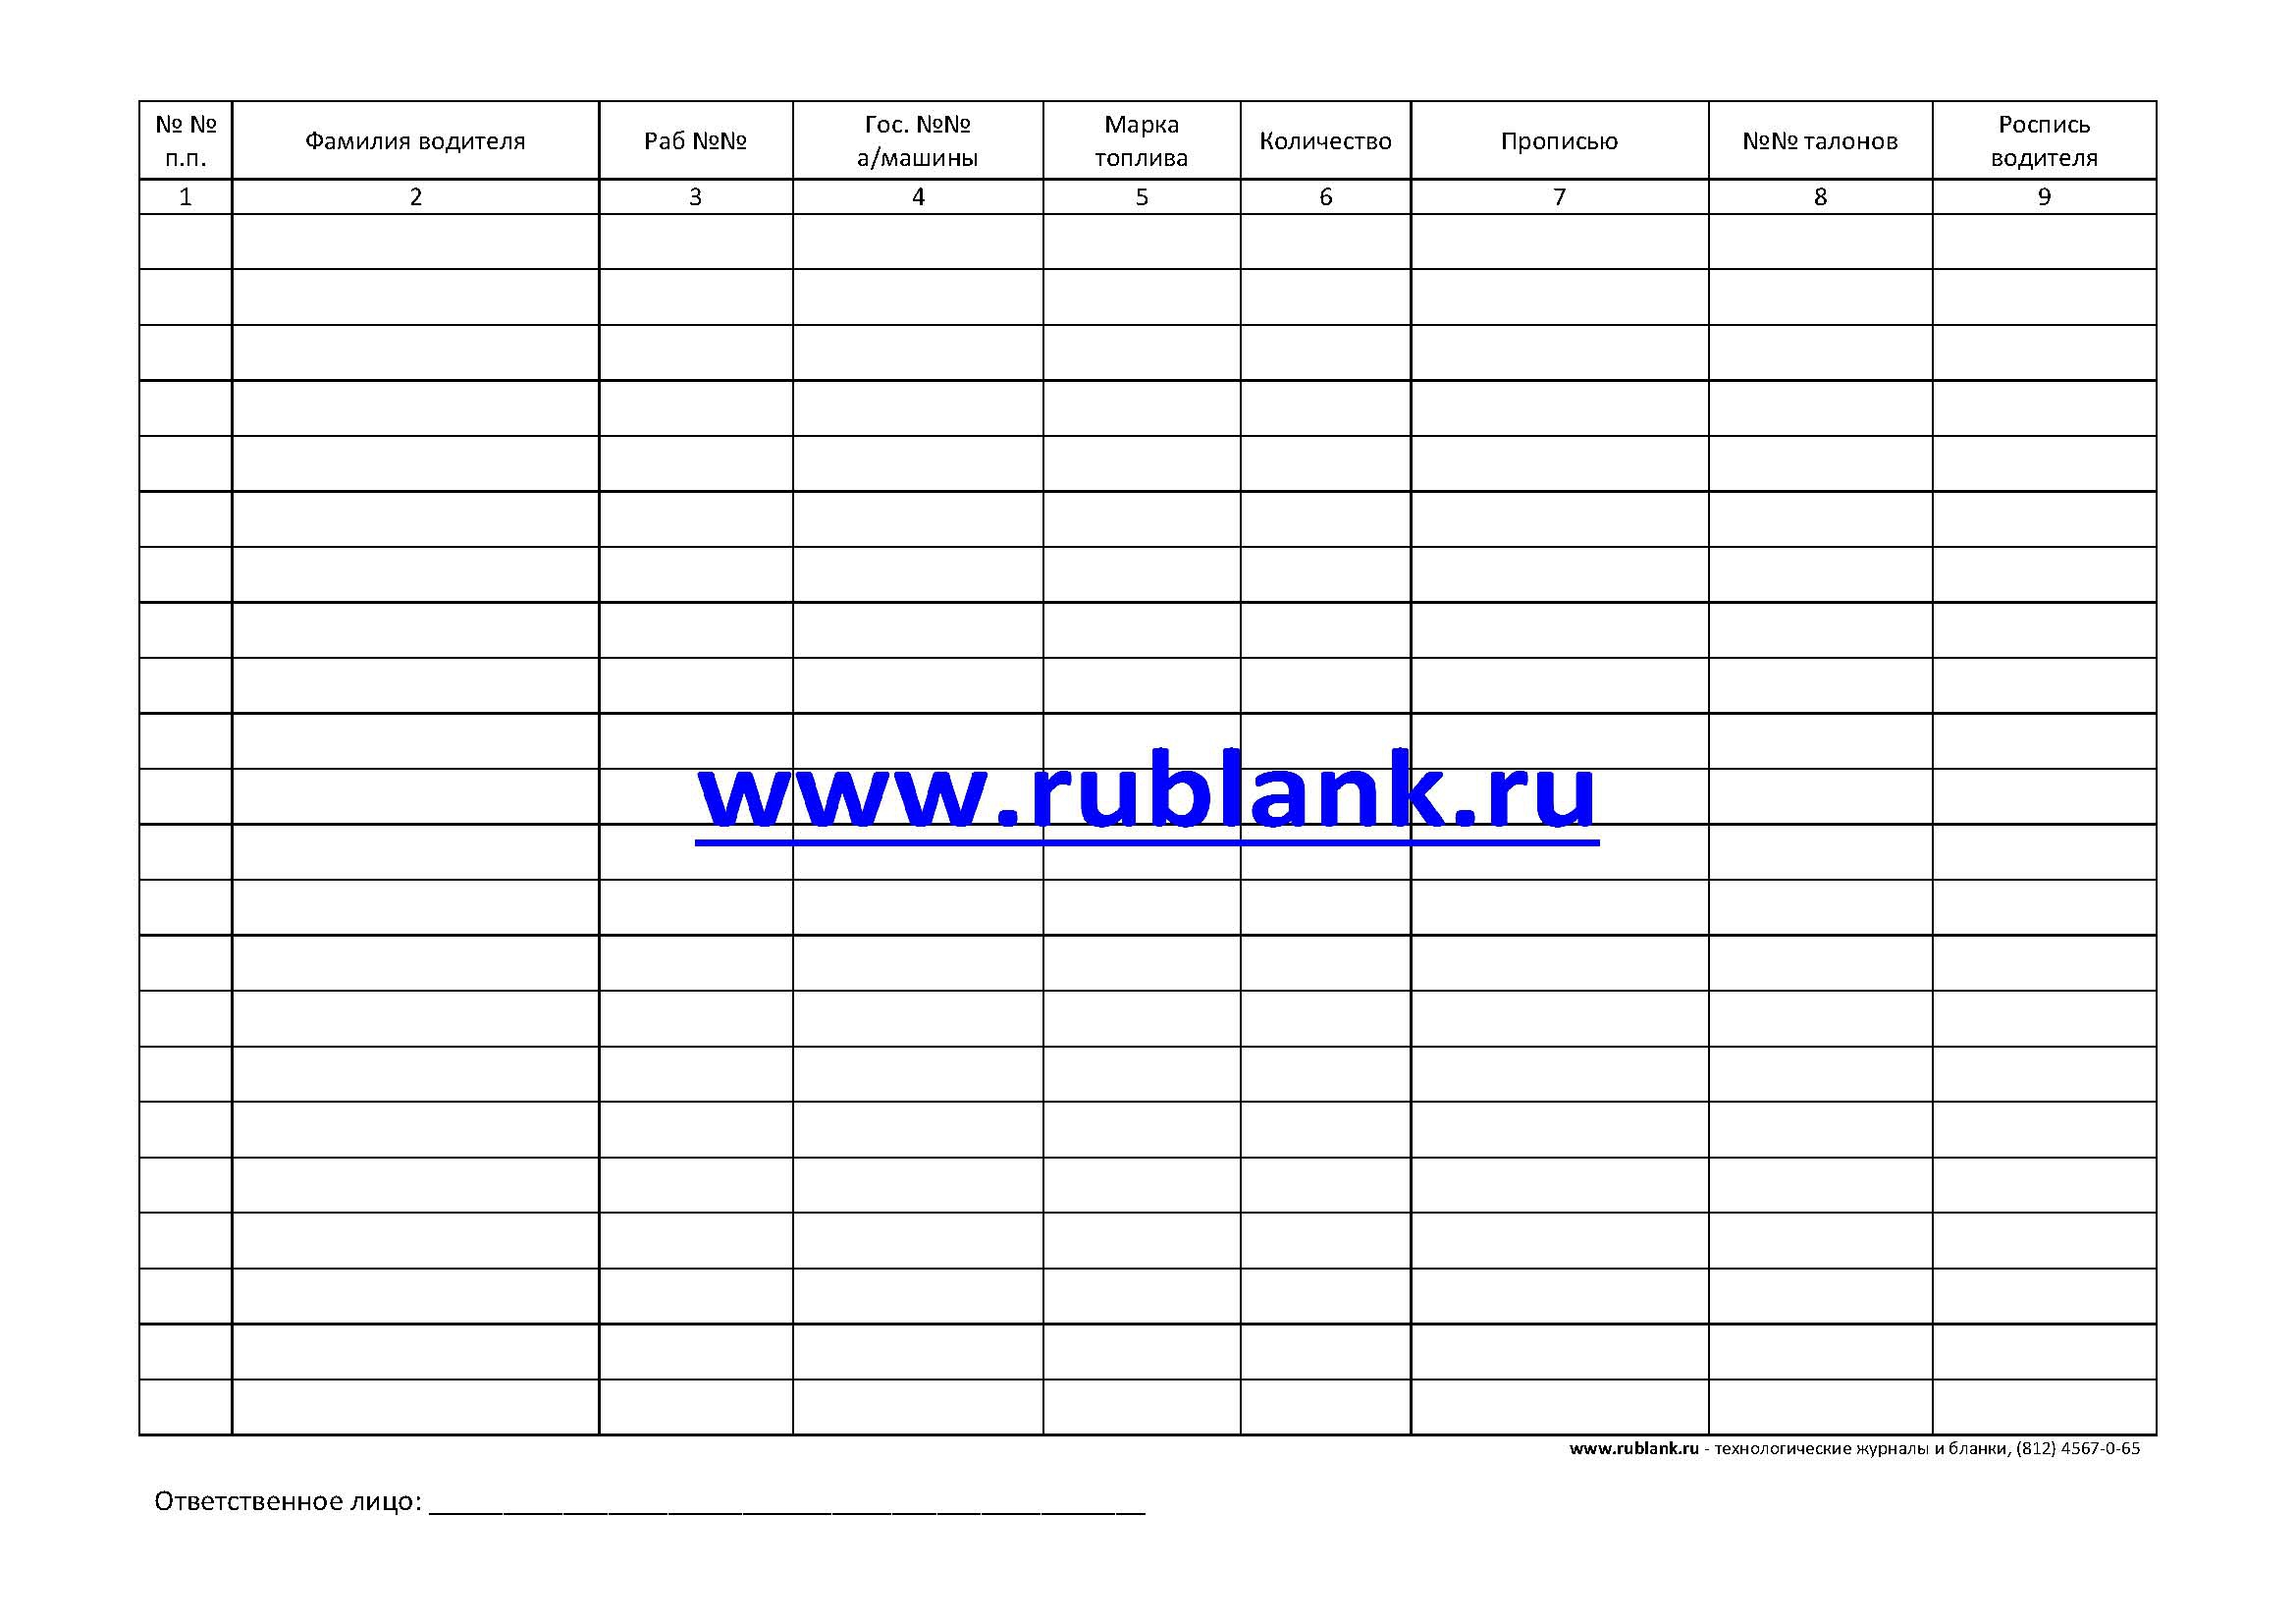 № № п.п. Фамилия водителя Раб №№ Гос. №№ а/машины Марка топлива Количество Прописью №№ талонов Роспись водителя
1 2 3 4 5 6 7 8 9
www.rublank.ru
www.rublank.ru - технологические журналы и бланки, (812) 4567-0-65
Ответственное лицо: ________________________________________________